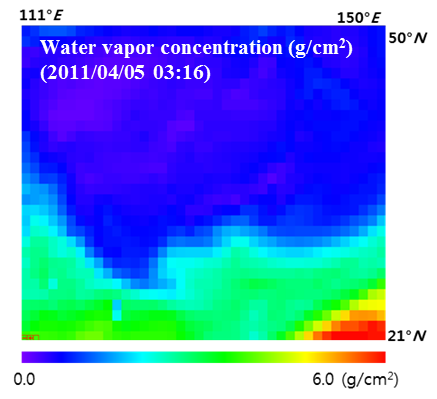 111°E 150°E
Water vapor concentration (g/cm²) 50°N
(2011/04/05 03:16)
21°N
0.0 6.0 (g/cm²)